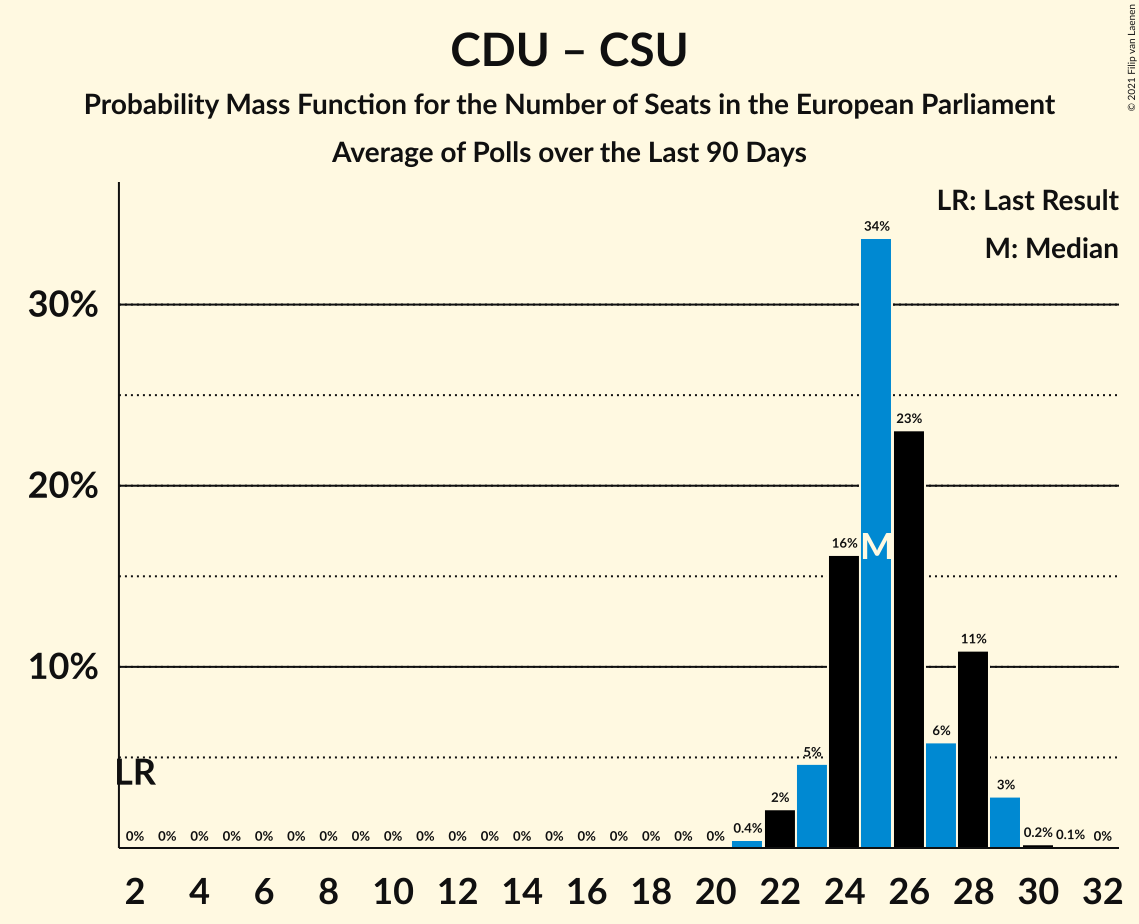 CDU – CSU
Probability Mass Function for the Number of Seats in the European Parliament
Average of Polls over the Last 90 Days
© 2021 Filip van Laenen
LR: Last Result
M: Median
30%
20%
10%
34%
23%
16%
M
11%
6%
5%
3%
2%
LR
0% 0% 0% 0% 0% 0% 0% 0% 0% 0% 0% 0% 0% 0% 0% 0% 0% 0% 0% 0.4% 0.2% 0.1% 0%
2 4 6 8 10 12 14 16 18 20 22 24 26 28 30 32